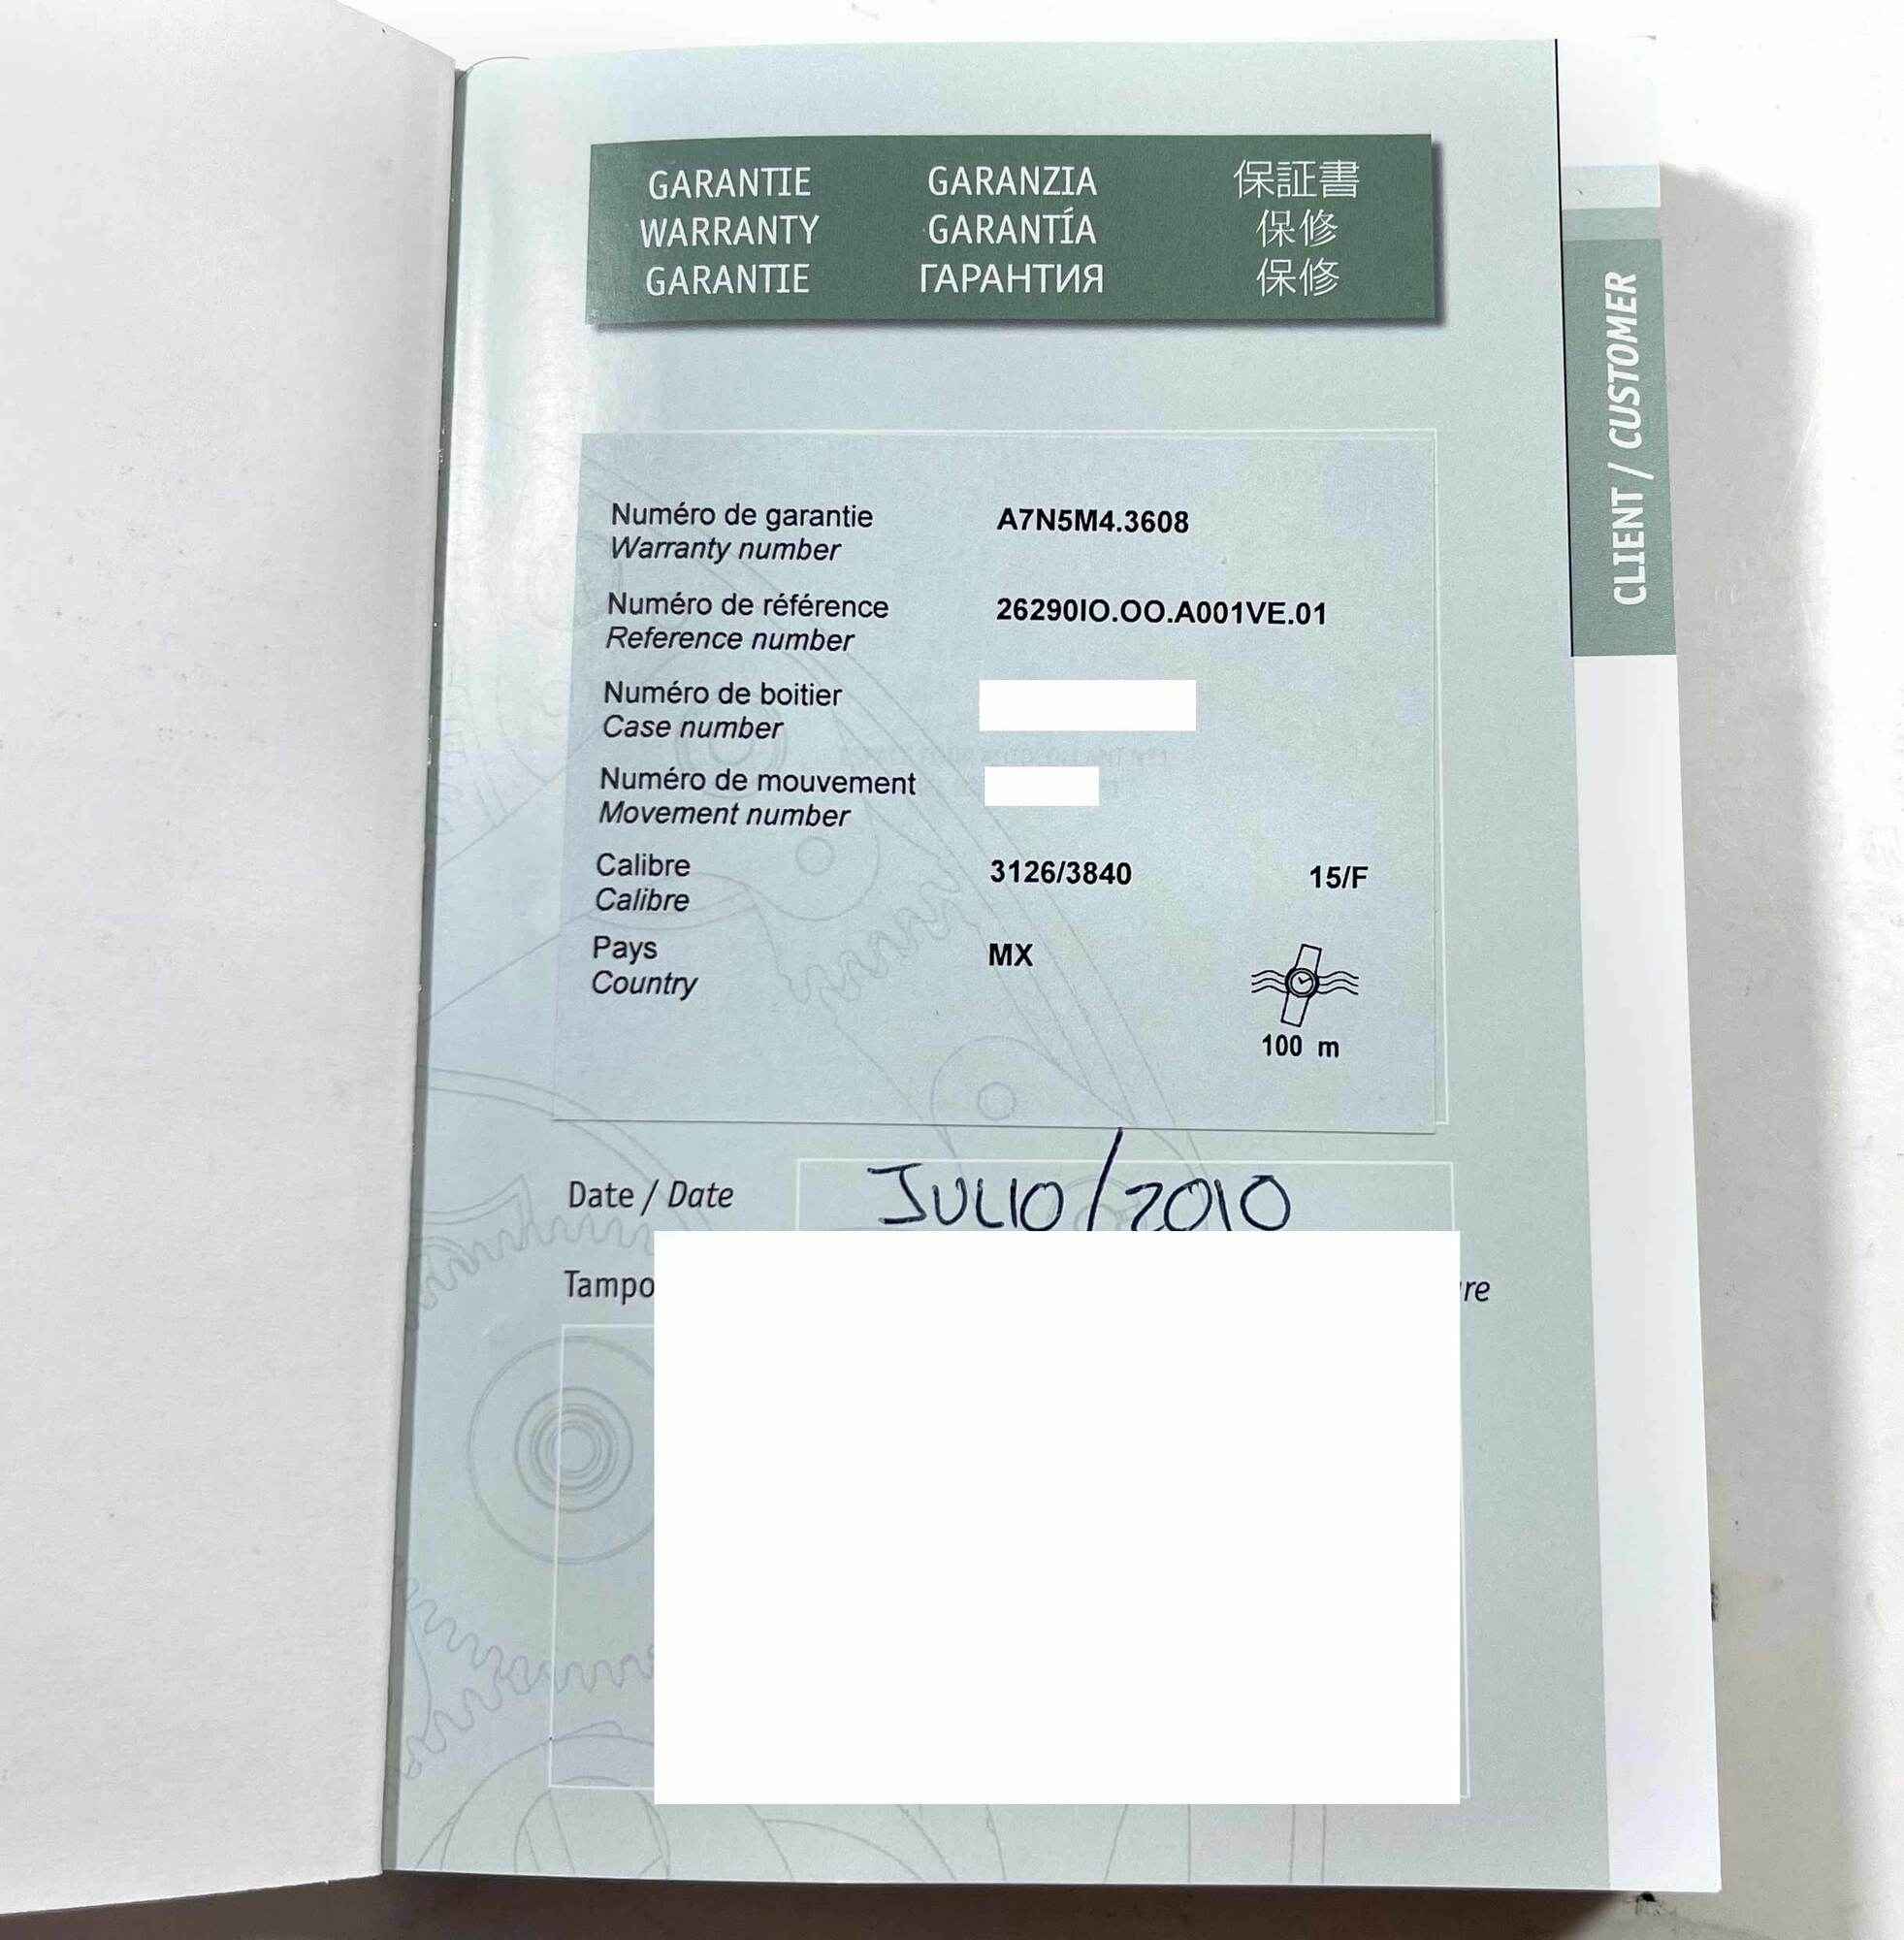 GARANTIE GARANZIA 保証書
WARRANTY GARANTÍA 保修
GARANTIE ГАРАНТИЯ 保修
CLIENT / CUSTOMER
Numéro de garantie A7N5M4.3608
Warranty number
Numéro de référence 26290IO.OO.A001VE.01
Reference number
Numéro de boitier
Case number
Numéro de mouvement
Movement number
Calibre 3126/3840 15/F
Calibre
Pays MX
Country
100 m
Date / Date JULIO/2010